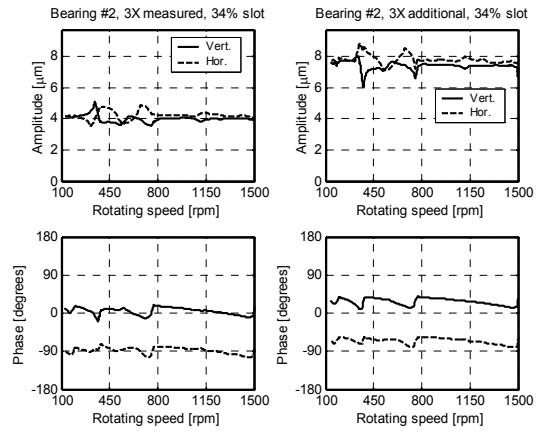 Bearing #2, 3X measured, 34% slot
Amplitude [µm]
8
6
4
2
0
Vert.
Hor.
100 450 800 1150 1500
Rotating speed [rpm]
Bearing #2, 3X additional, 34% slot
Amplitude [µm]
8
6
4
2
0
Vert.
Hor.
100 450 800 1150 1500
Rotating speed [rpm]
Phase [degrees]
180
90
0
-90
-180
100 450 800 1150 1500
Rotating speed [rpm]
Phase [degrees]
180
90
0
-90
-180
100 450 800 1150 1500
Rotating speed [rpm]